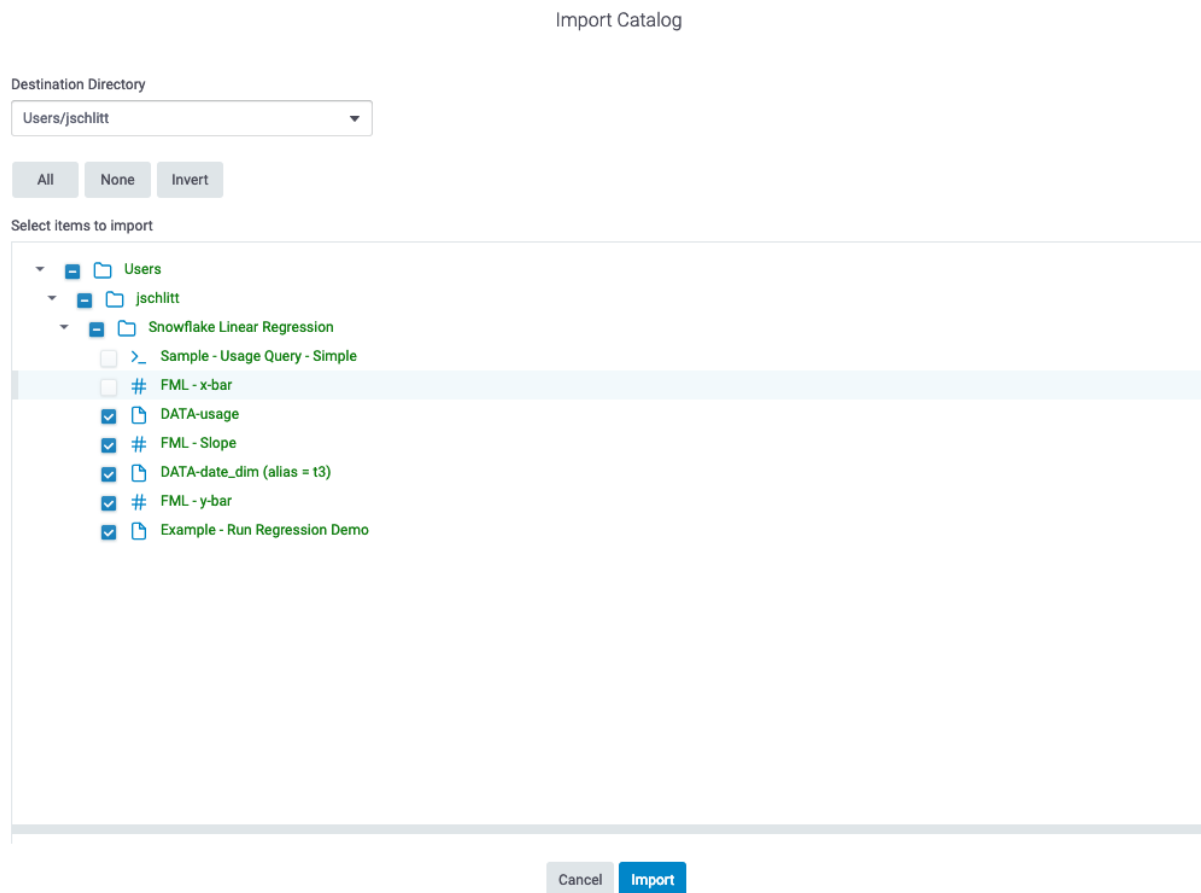 Import Catalog
Destination Directory
Users/jschlitt
All None Invert
Select items to import
Users
jschlitt
Snowflake Linear Regression
Sample - Usage Query - Simple
FML - x-bar
DATA-usage
FML - Slope
DATA-date_dim (alias = t3)
FML - y-bar
Example - Run Regression Demo
Cancel Import